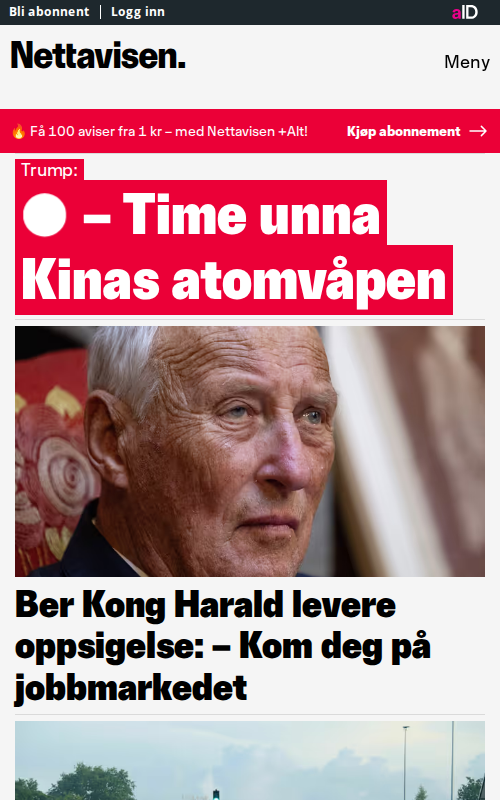 Bli abonnent | Logg inn
aID
Nettavisen.
Meny
🔥 Få 100 aviser fra 1 kr – med Nettavisen +Alt!
Kjøp abonnement →
Trump:
– Time unna
Kinas atomvåpen
Ber Kong Harald levere
oppsigelse: – Kom deg på
jobbmarkedet